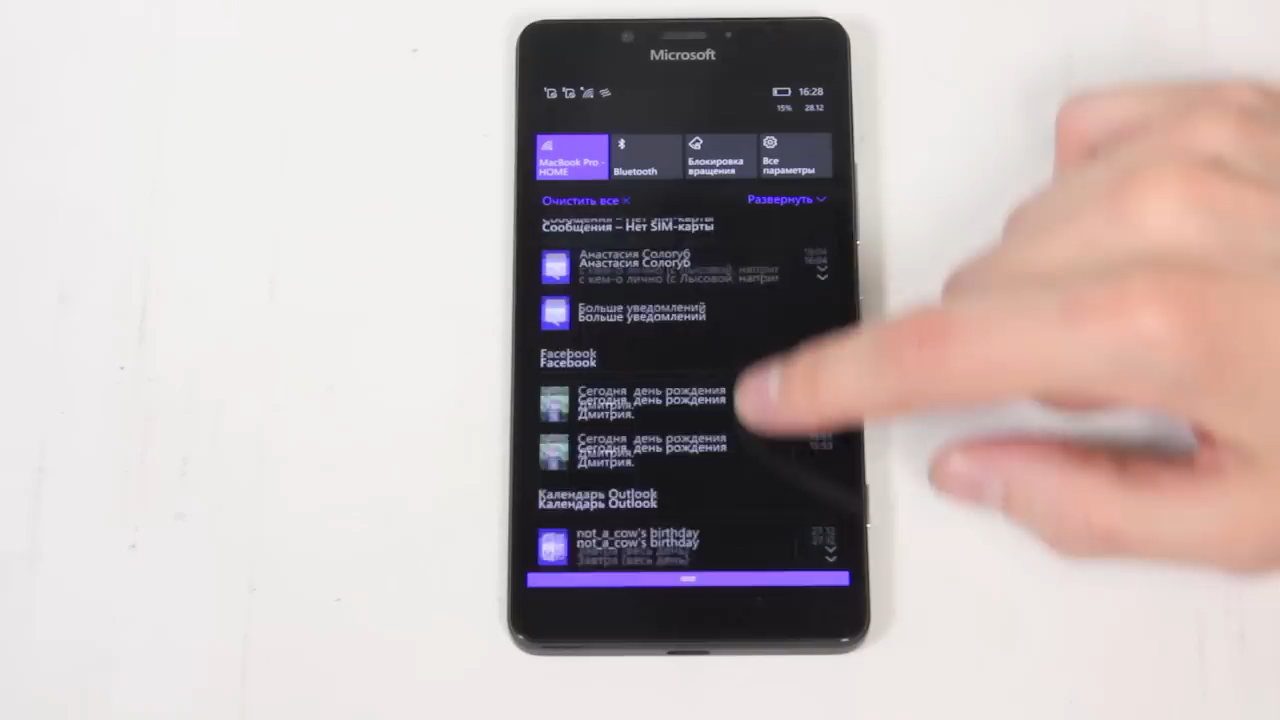 Microsoft
16:28
15% 28.12
MacBook Pro -
HOME
Bluetooth
Блокировка
вращения
Все
параметры
Очистить все ×
Развернуть
Сообщения – Нет SIM-карты
Анастасия Сологуб 16:04
с кем-о лично (с Лысовой, напри
Больше уведомлений
Facebook
Сегодня день рождения
Дмитрия.
Сегодня день рождения
Дмитрия.
Календарь Outlook
not_a_cow's birthday
Завтра (весь день)